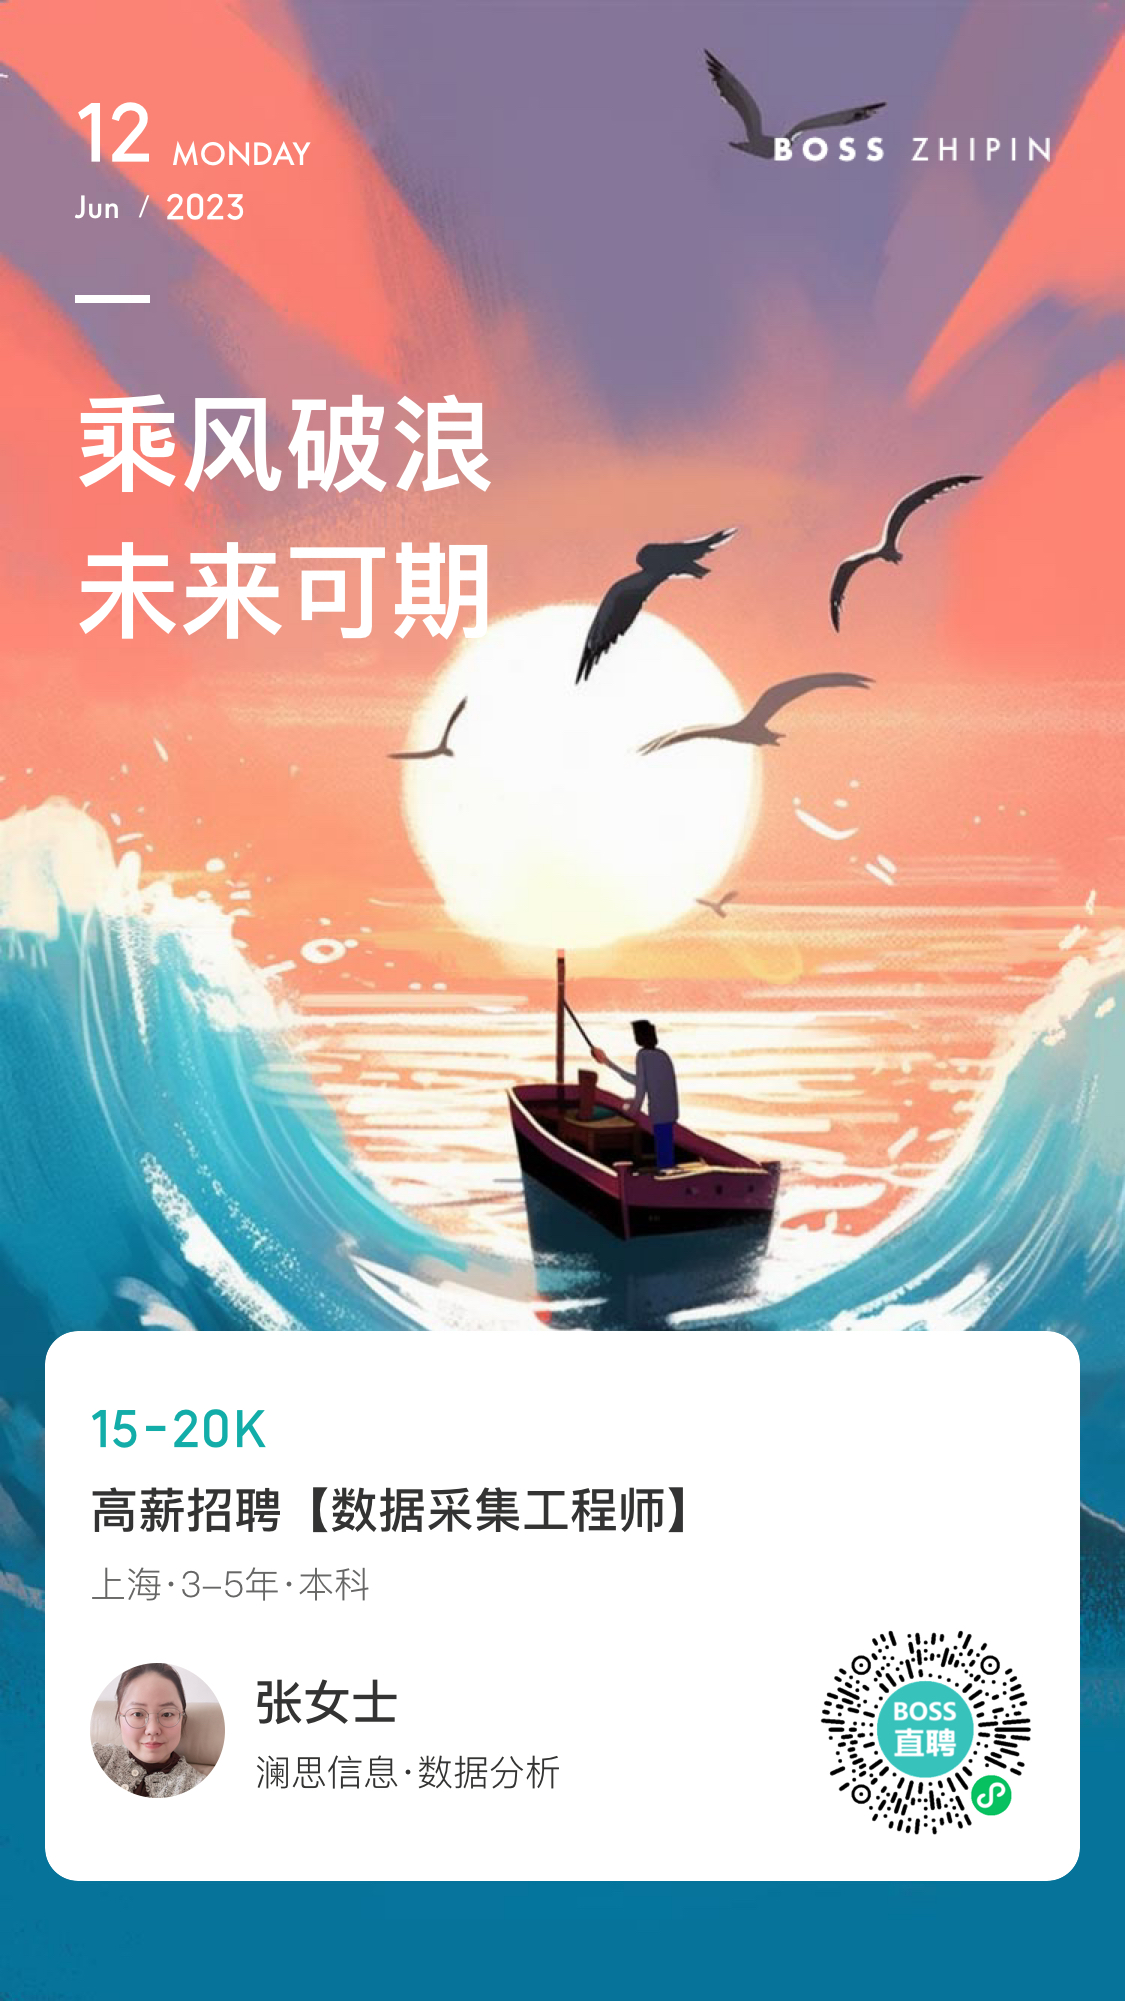 12 MONDAY
Jun / 2023
BOSS ZHIPIN
乘风破浪
未来可期
15-20K
高薪招聘【数据采集工程师】
上海·3-5年·本科
张女士
澜思信息·数据分析
BOSS
直聘